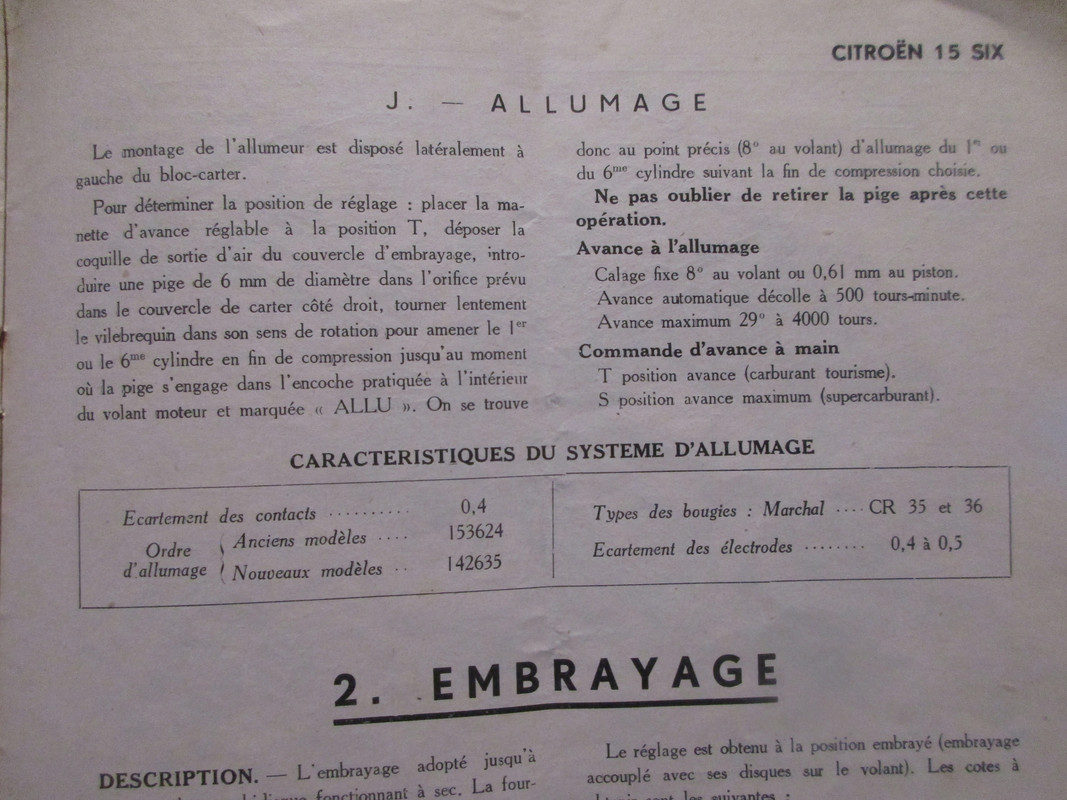 CITROËN 15 SIX
J. — ALLUMAGE
Le montage de l'allumeur est disposé latéralement à
gauche du bloc-carter.
Pour déterminer la position de réglage : placer la ma-
nette d'avance réglable à la position T, déposer la
coquille de sortie d'air du couvercle d'embrayage, intro-
duire une pige de 6 mm de diamètre dans l'orifice prévu
dans le couvercle de carter côté droit, tourner lentement
le vilebrequin dans son sens de rotation pour amener le 1er
ou le 6me cylindre en fin de compression jusqu'au moment
où la pige s'engage dans l'encoche pratiquée à l'intérieur
du volant moteur et marquée « ALLU ». On se trouve
donc au point précis (8° au volant) d'allumage du 1er ou
du 6me cylindre suivant la fin de compression choisie.
Ne pas oublier de retirer la pige après cette
opération.
Avance à l'allumage
Calage fixe 8° au volant ou 0,61 mm au piston.
Avance automatique décolle à 500 tours-minute.
Avance maximum 29° à 4000 tours.
Commande d'avance à main
T position avance (carburant tourisme).
S position avance maximum (supercarburant).
CARACTERISTIQUES DU SYSTEME D'ALLUMAGE
Ecartement des contacts .......... 0,4
Ordre d'allumage { Anciens modèles .... 153624
Nouveaux modèles .. 142635
Types des bougies : Marchal .... CR 35 et 36
Ecartement des électrodes ........ 0,4 à 0,5
2. EMBRAYAGE
DESCRIPTION. — L'embrayage adopté jusqu'à
fonctionnant à sec. La four-
Le réglage est obtenu à la position embrayé (embrayage
accouplé avec ses disques sur le volant). Les cotes à
sont les suivantes :